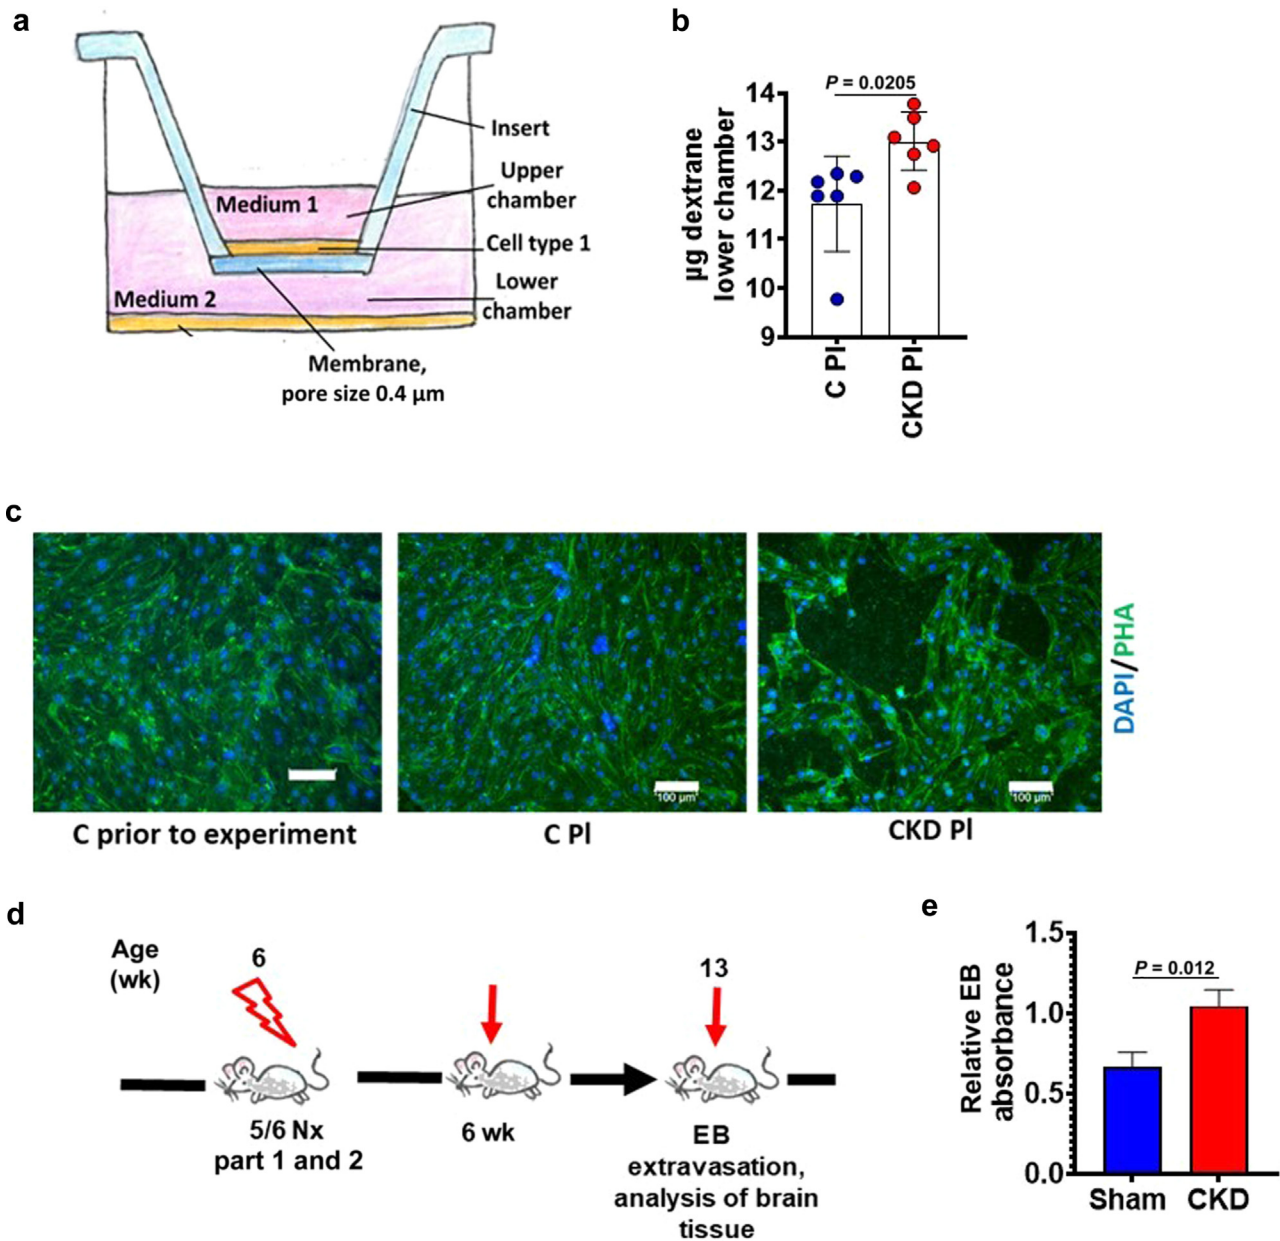 a
Insert
Upper
chamber
Medium 1
Cell type 1
Lower
chamber
Medium 2
Membrane,
pore size 0.4 µm
b
P = 0.0205
µg dextrane
lower chamber
14
13
12
11
10
9
C Pl
CKD Pl
c
100 µm
100 µm
DAPI/PHA
C prior to experiment
C Pl
CKD Pl
d
Age
(wk)
6
13
5/6 Nx
part 1 and 2
6 wk
EB
extravasation,
analysis of brain
tissue
e
Relative EB
absorbance
1.5
1.0
0.5
0.0
P = 0.012
Sham
CKD